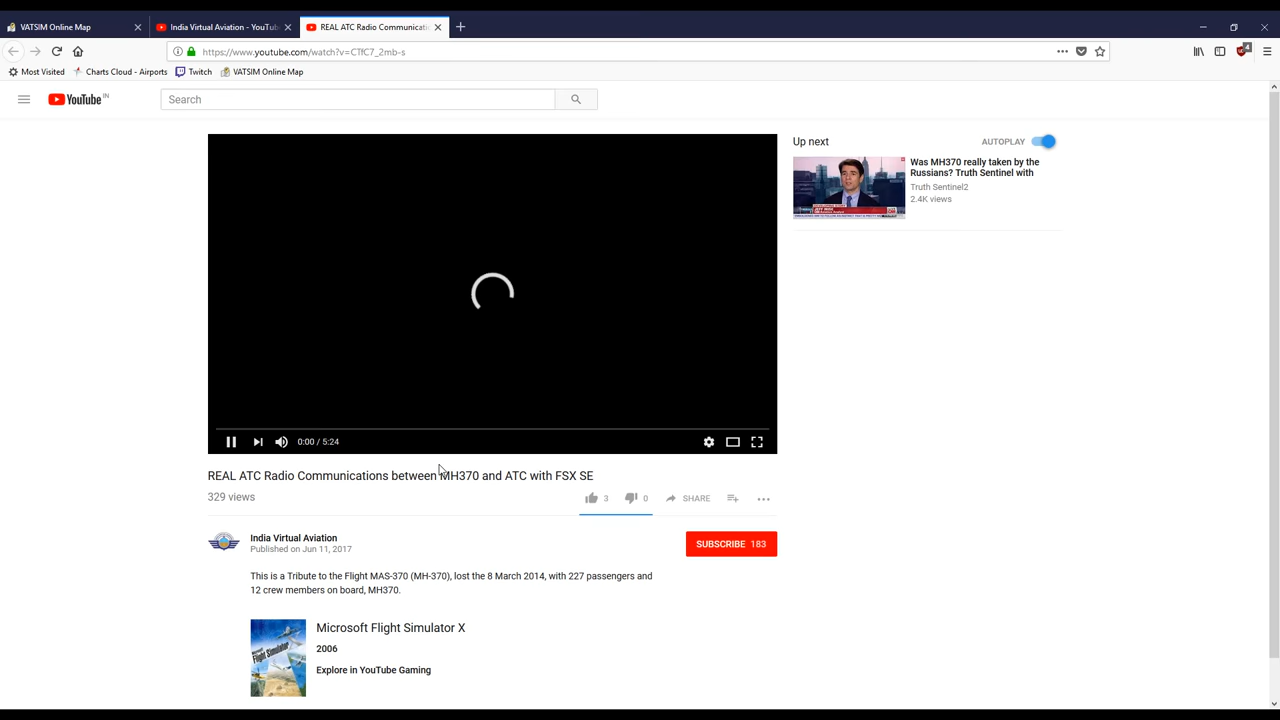 VATSIM Online Map
India Virtual Aviation - YouTub
REAL ATC Radio Communicatio
https://www.youtube.com/watch?v=CTfC7_2mb-s
4
Most Visited
Charts Cloud - Airports
Twitch
VATSIM Online Map
YouTube IN
Search
Up next
AUTOPLAY
Was MH370 really taken by the
Russians? Truth Sentinel with
Truth Sentinel2
2.4K views
0:00 / 5:24
REAL ATC Radio Communications between MH370 and ATC with FSX SE
329 views
3
0
SHARE
India Virtual Aviation
Published on Jun 11, 2017
SUBSCRIBE 183
This is a Tribute to the Flight MAS-370 (MH-370), lost the 8 March 2014, with 227 passengers and
12 crew members on board, MH370.
Flight Simulator
Microsoft Flight Simulator X
2006
Explore in YouTube Gaming